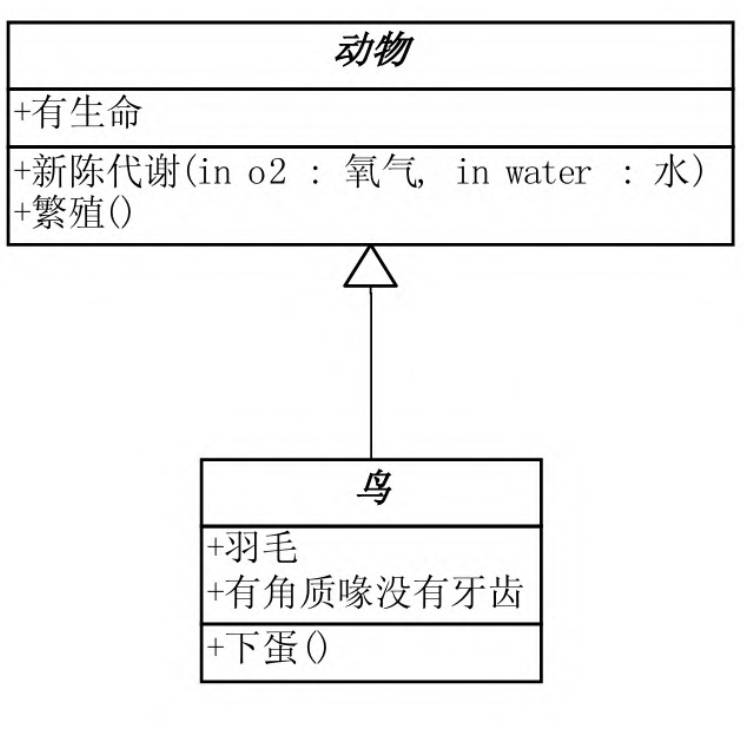 动物
+有生命
+新陈代谢(in o2 : 氧气, in water : 水)
+繁殖()
鸟
+羽毛
+有角质喙没有牙齿
+下蛋()